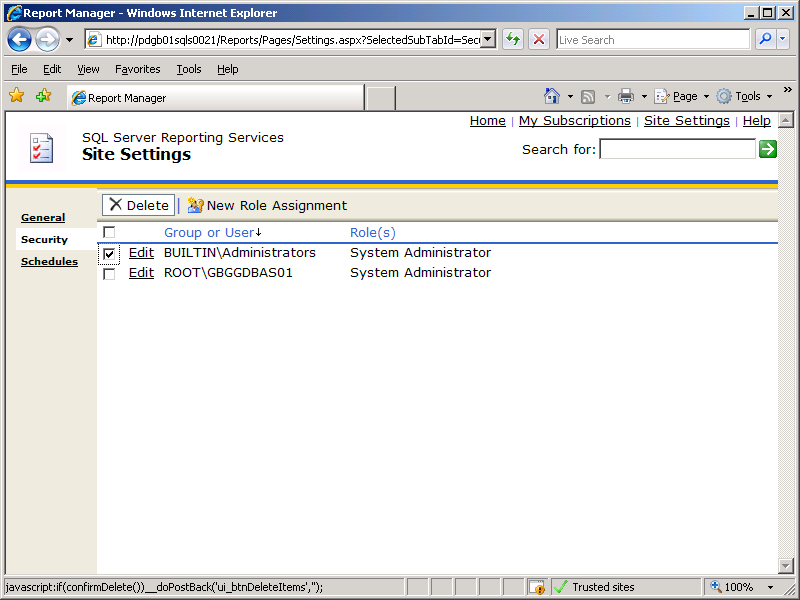 Report Manager - Windows Internet Explorer
http://pdgb01sqls0021/Reports/Pages/Settings.aspx?SelectedSubTabId=Sec
Live Search
File Edit View Favorites Tools Help
Report Manager
Page Tools »
Home | My Subscriptions | Site Settings | Help
SQL Server Reporting Services
Site Settings
Search for:
General
Security
Schedules
Delete | New Role Assignment
Group or User↓ Role(s)
Edit BUILTIN\Administrators System Administrator
Edit ROOT\GBGGDBAS01 System Administrator
javascript:if(confirmDelete())__doPostBack('ui_btnDeleteItems','');
Trusted sites
100%